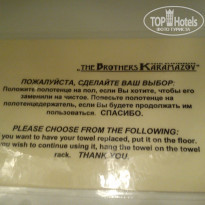 TOP HOTELS
ФОТО ТУРИСТА
„THE BROTHERS KARAMAZOV"
ПОЖАЛУЙСТА, СДЕЛАЙТЕ ВАШ ВЫБОР:
Положите полотенце на пол, если Вы хотите, чтобы его
заменили на чистое. Повесьте полотенце на
полотенцедержатель, если Вы будете продолжать им
пользоваться. СПАСИБО.
PLEASE CHOOSE FROM THE FOLLOWING:
you want to have your towel replaced, put it on the floor.
you wish to continue using it, hang the towel on the towel
rack. THANK YOU.